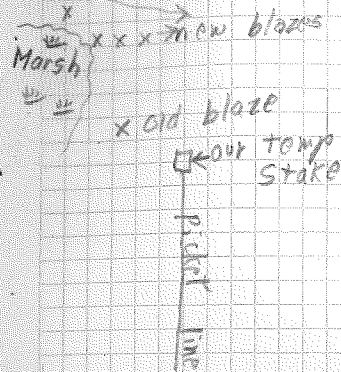 x
x x x new blazes
Marsh
x old blaze
our temp
stake
picket line